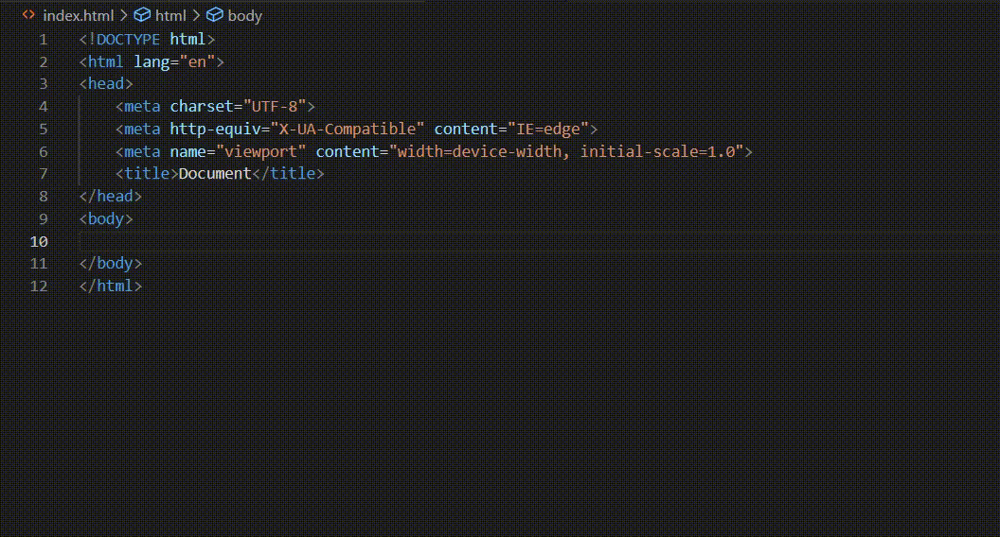 index.html > html > body
1 <!DOCTYPE html>
2 <html lang="en">
3 <head>
4     <meta charset="UTF-8">
5     <meta http-equiv="X-UA-Compatible" content="IE=edge">
6     <meta name="viewport" content="width=device-width, initial-scale=1.0">
7     <title>Document</title>
8 </head>
9 <body>
10
11 </body>
12 </html>